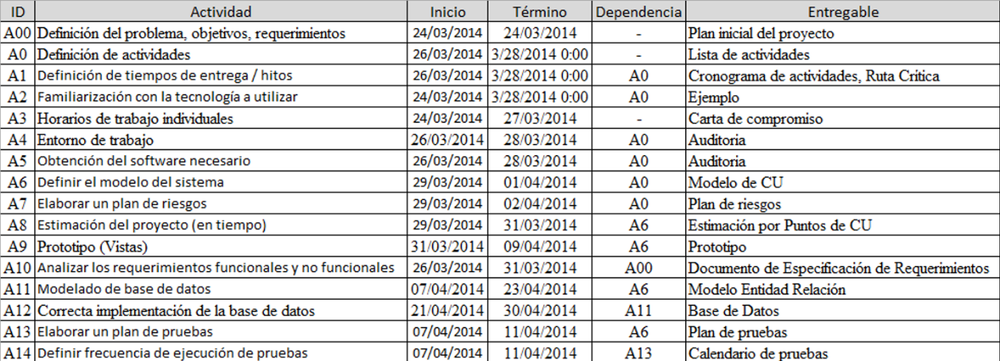 ID Actividad Inicio Término Dependencia Entregable
A00 Definición del problema, objetivos, requerimientos 24/03/2014 24/03/2014 - Plan inicial del proyecto
A0 Definición de actividades 26/03/2014 3/28/2014 0:00 - Lista de actividades
A1 Definición de tiempos de entrega / hitos 26/03/2014 3/28/2014 0:00 A0 Cronograma de actividades, Ruta Crítica
A2 Familiarización con la tecnología a utilizar 24/03/2014 3/28/2014 0:00 A0 Ejemplo
A3 Horarios de trabajo individuales 24/03/2014 27/03/2014 - Carta de compromiso
A4 Entorno de trabajo 26/03/2014 28/03/2014 A0 Auditoria
A5 Obtención del software necesario 26/03/2014 28/03/2014 A0 Auditoria
A6 Definir el modelo del sistema 29/03/2014 01/04/2014 A0 Modelo de CU
A7 Elaborar un plan de riesgos 29/03/2014 02/04/2014 A0 Plan de riesgos
A8 Estimación del proyecto (en tiempo) 29/03/2014 31/03/2014 A6 Estimación por Puntos de CU
A9 Prototipo (Vistas) 31/03/2014 09/04/2014 A6 Prototipo
A10 Analizar los requerimientos funcionales y no funcionales 26/03/2014 31/03/2014 A00 Documento de Especificación de Requerimientos
A11 Modelado de base de datos 07/04/2014 23/04/2014 A6 Modelo Entidad Relación
A12 Correcta implementación de la base de datos 21/04/2014 30/04/2014 A11 Base de Datos
A13 Elaborar un plan de pruebas 07/04/2014 11/04/2014 A6 Plan de pruebas
A14 Definir frecuencia de ejecución de pruebas 07/04/2014 11/04/2014 A13 Calendario de pruebas